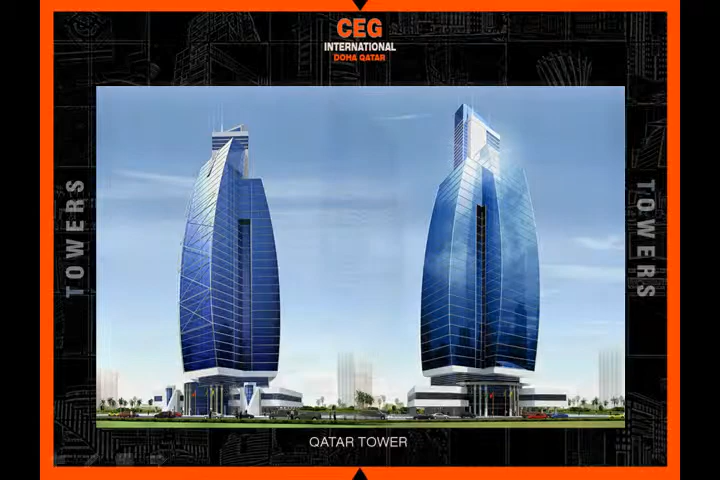 CEG
INTERNATIONAL
DOHA QATAR
TOWERS
TOWERS
QATAR TOWER